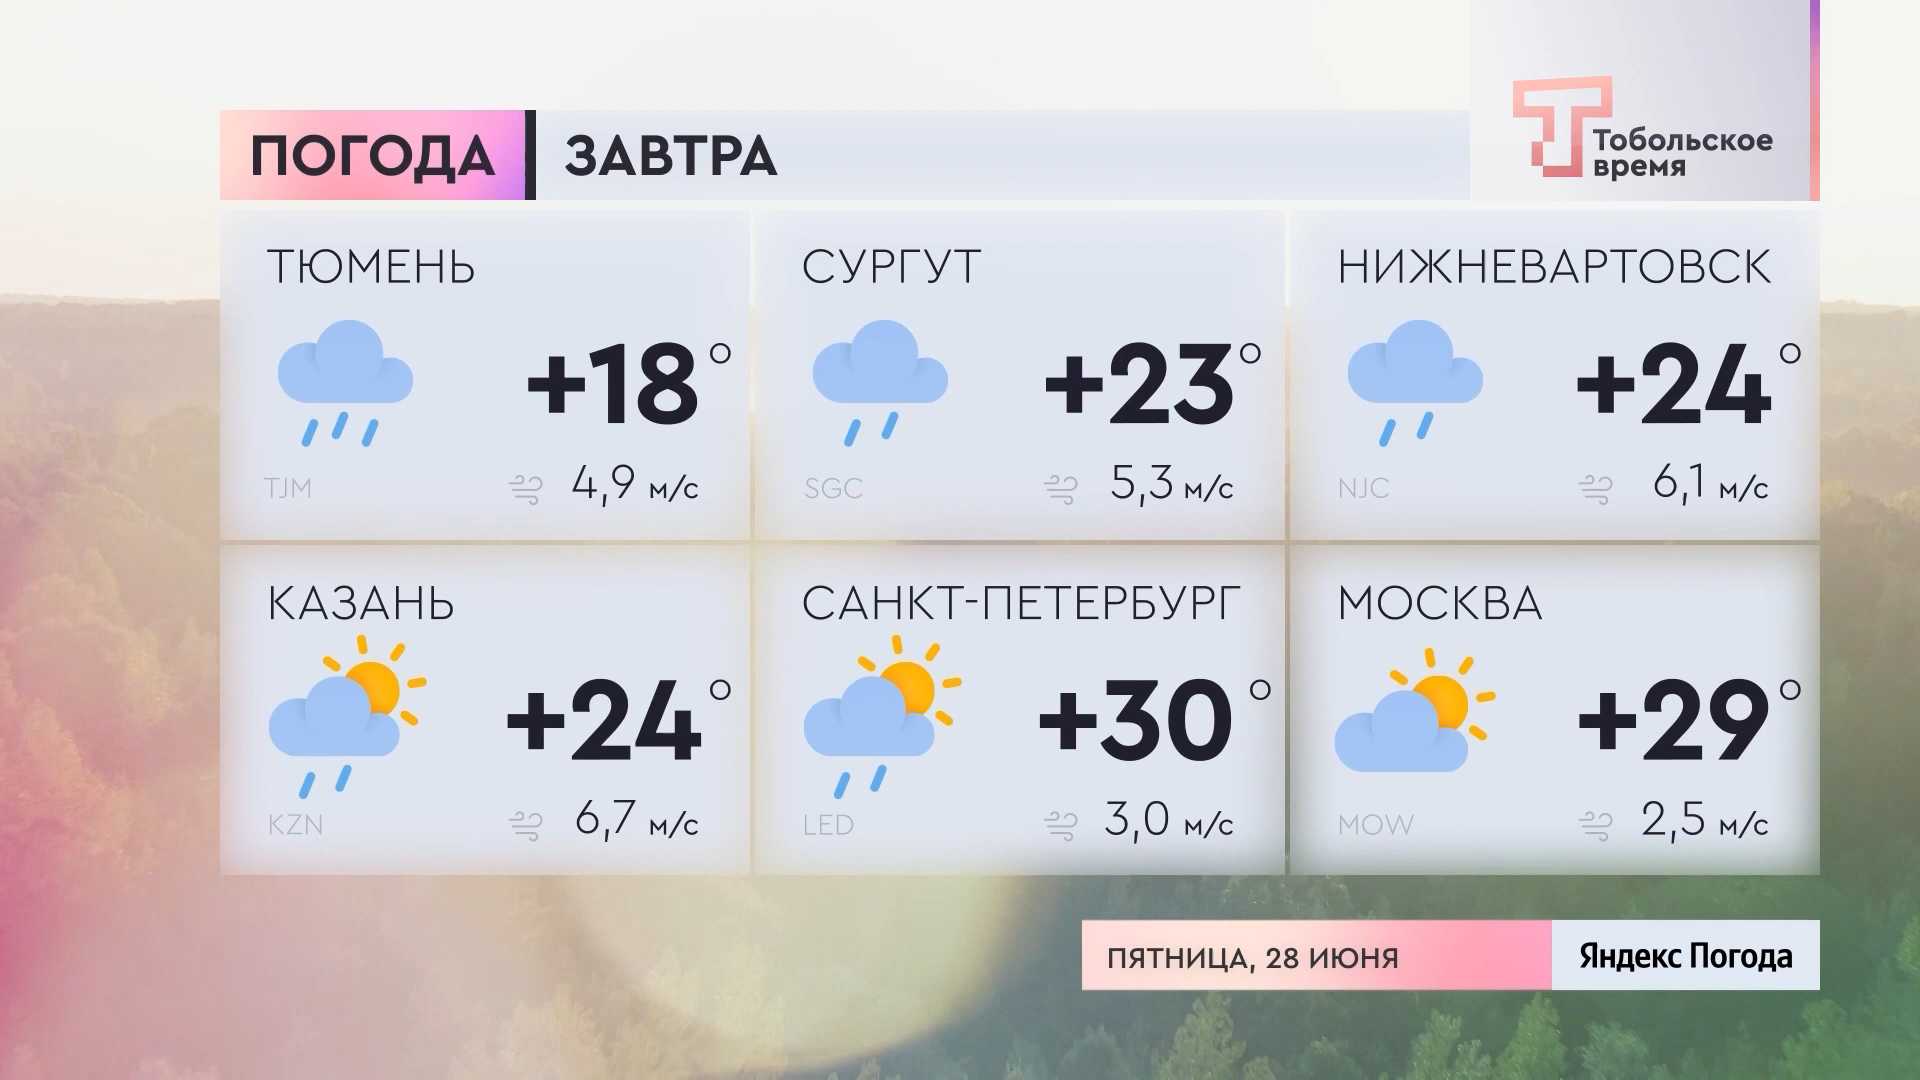 ПОГОДА ЗАВТРА
Тобольское
время
ТЮМЕНЬ
+18°
TJM 4,9 м/с
СУРГУТ
+23°
SGC 5,3 м/с
НИЖНЕВАРТОВСК
+24°
NJC 6,1 м/с
КАЗАНЬ
+24°
KZN 6,7 м/с
САНКТ-ПЕТЕРБУРГ
+30°
LED 3,0 м/с
МОСКВА
+29°
MOW 2,5 м/с
ПЯТНИЦА, 28 ИЮНЯ Яндекс Погода